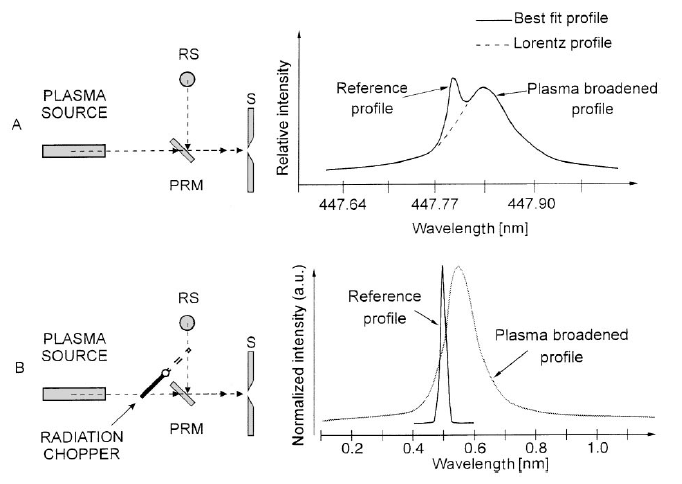 Best fit profile
Lorentz profile
A
RS
PLASMA
SOURCE
S
PRM
Relative intensity
Reference
profile
Plasma broadened
profile
447.64
447.77
447.90
Wavelength [nm]
B
RS
PLASMA
SOURCE
S
PRM
RADIATION
CHOPPER
Normalized intensity (a.u.)
Reference
profile
Plasma broadened
profile
0.2
0.4
0.6
0.8
1.0
Wavelength [nm]